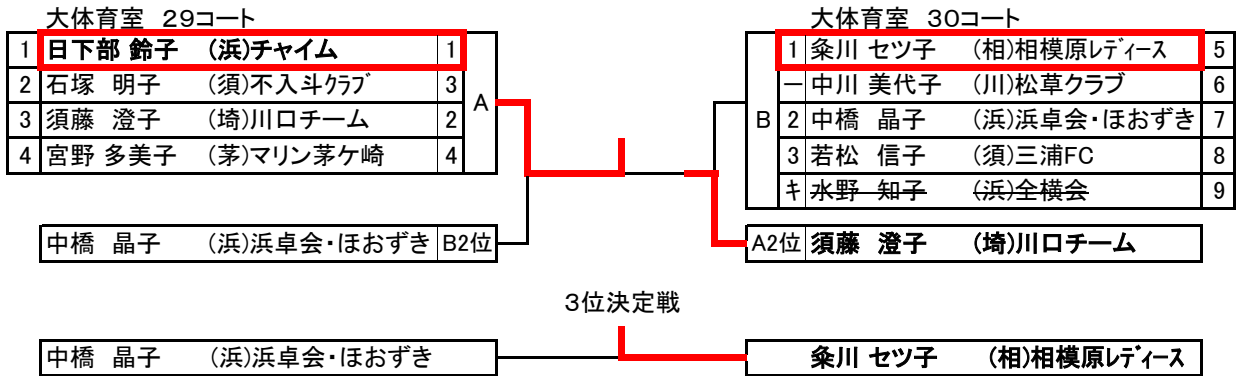 大体育室 29コート
1 日下部 鈴子 (浜)チャイム 1
2 石塚 明子 (須)不入斗クラブ 3
3 須藤 澄子 (埼)川口チーム 2
4 宮野 多美子 (茅)マリン茅ケ崎 4
A
中橋 晶子 (浜)浜卓会・ほおずき B2位
大体育室 30コート
B
1 粂川 セツ子 (相)相模原レディース 5
－ 中川 美代子 (川)松草クラブ 6
2 中橋 晶子 (浜)浜卓会・ほおずき 7
3 若松 信子 (須)三浦FC 8
キ 水野 知子 (浜)全横会 9
A2位 須藤 澄子 (埼)川口チーム
3位決定戦
中橋 晶子 (浜)浜卓会・ほおずき
粂川 セツ子 (相)相模原レディース